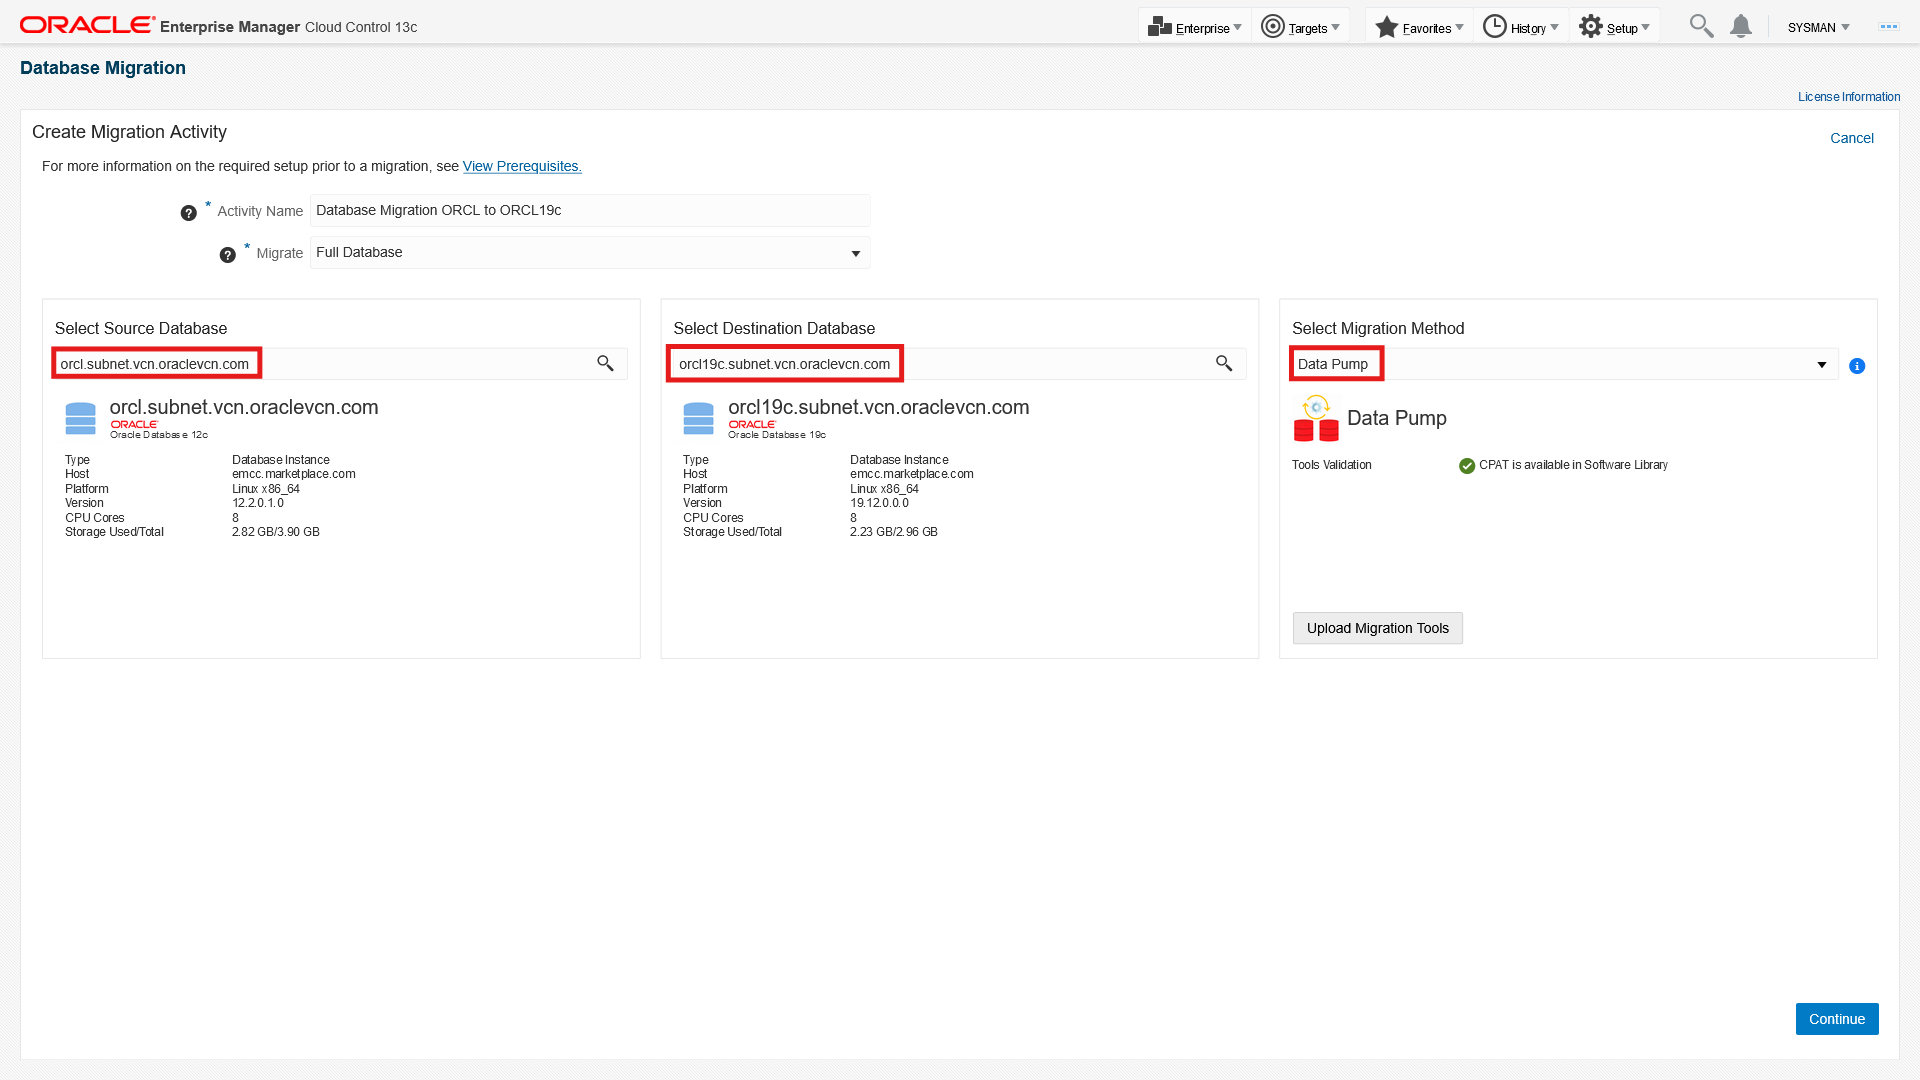 ORACLE Enterprise Manager Cloud Control 13c
Enterprise Targets Favorites History Setup SYSMAN
Database Migration
License Information
Create Migration Activity
Cancel
For more information on the required setup prior to a migration, see View Prerequisites.
? * Activity Name Database Migration ORCL to ORCL19c
? * Migrate Full Database
Select Source Database
orcl.subnet.vcn.oraclevcn.com
orcl.subnet.vcn.oraclevcn.com
ORACLE
Oracle Database 12c
Type Database Instance
Host emcc.marketplace.com
Platform Linux x86_64
Version 12.2.0.1.0
CPU Cores 8
Storage Used/Total 2.82 GB/3.90 GB
Select Destination Database
orcl19c.subnet.vcn.oraclevcn.com
orcl19c.subnet.vcn.oraclevcn.com
ORACLE
Oracle Database 19c
Type Database Instance
Host emcc.marketplace.com
Platform Linux x86_64
Version 19.12.0.0.0
CPU Cores 8
Storage Used/Total 2.23 GB/2.96 GB
Select Migration Method
Data Pump
Data Pump
Tools Validation CPAT is available in Software Library
Upload Migration Tools
Continue